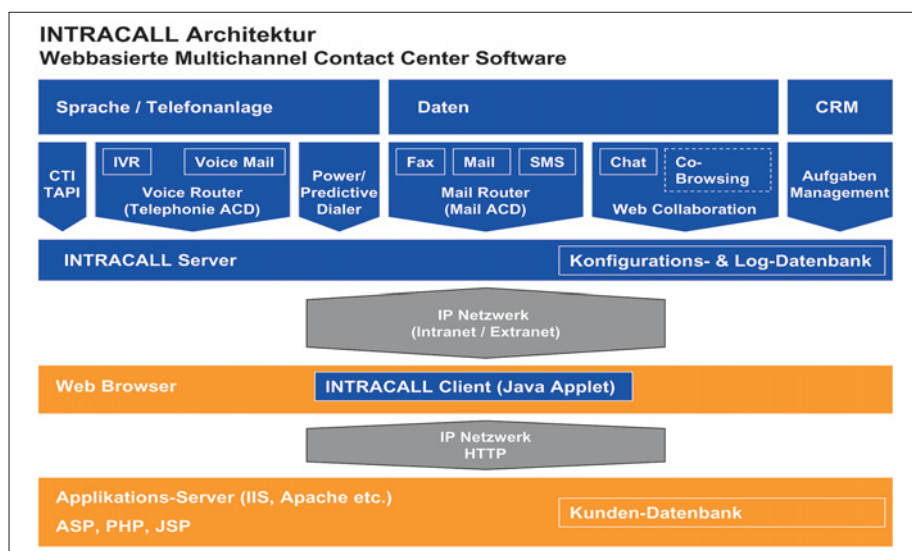 INTRACALL Architektur
Webbasierte Multichannel Contact Center Software
Sprache / Telefonanlage
Daten
CRM
CTI
TAPI
IVR
Voice Mail
Voice Router
(Telephonie ACD)
Power/
Predictive
Dialer
Fax
Mail
SMS
Mail Router
(Mail ACD)
Chat
Co-
Browsing
Web Collaboration
Aufgaben
Management
INTRACALL Server
Konfigurations- & Log-Datenbank
IP Netzwerk
(Intranet / Extranet)
Web Browser
INTRACALL Client (Java Applet)
IP Netzwerk
HTTP
Applikations-Server (IIS, Apache etc.)
ASP, PHP, JSP
Kunden-Datenbank